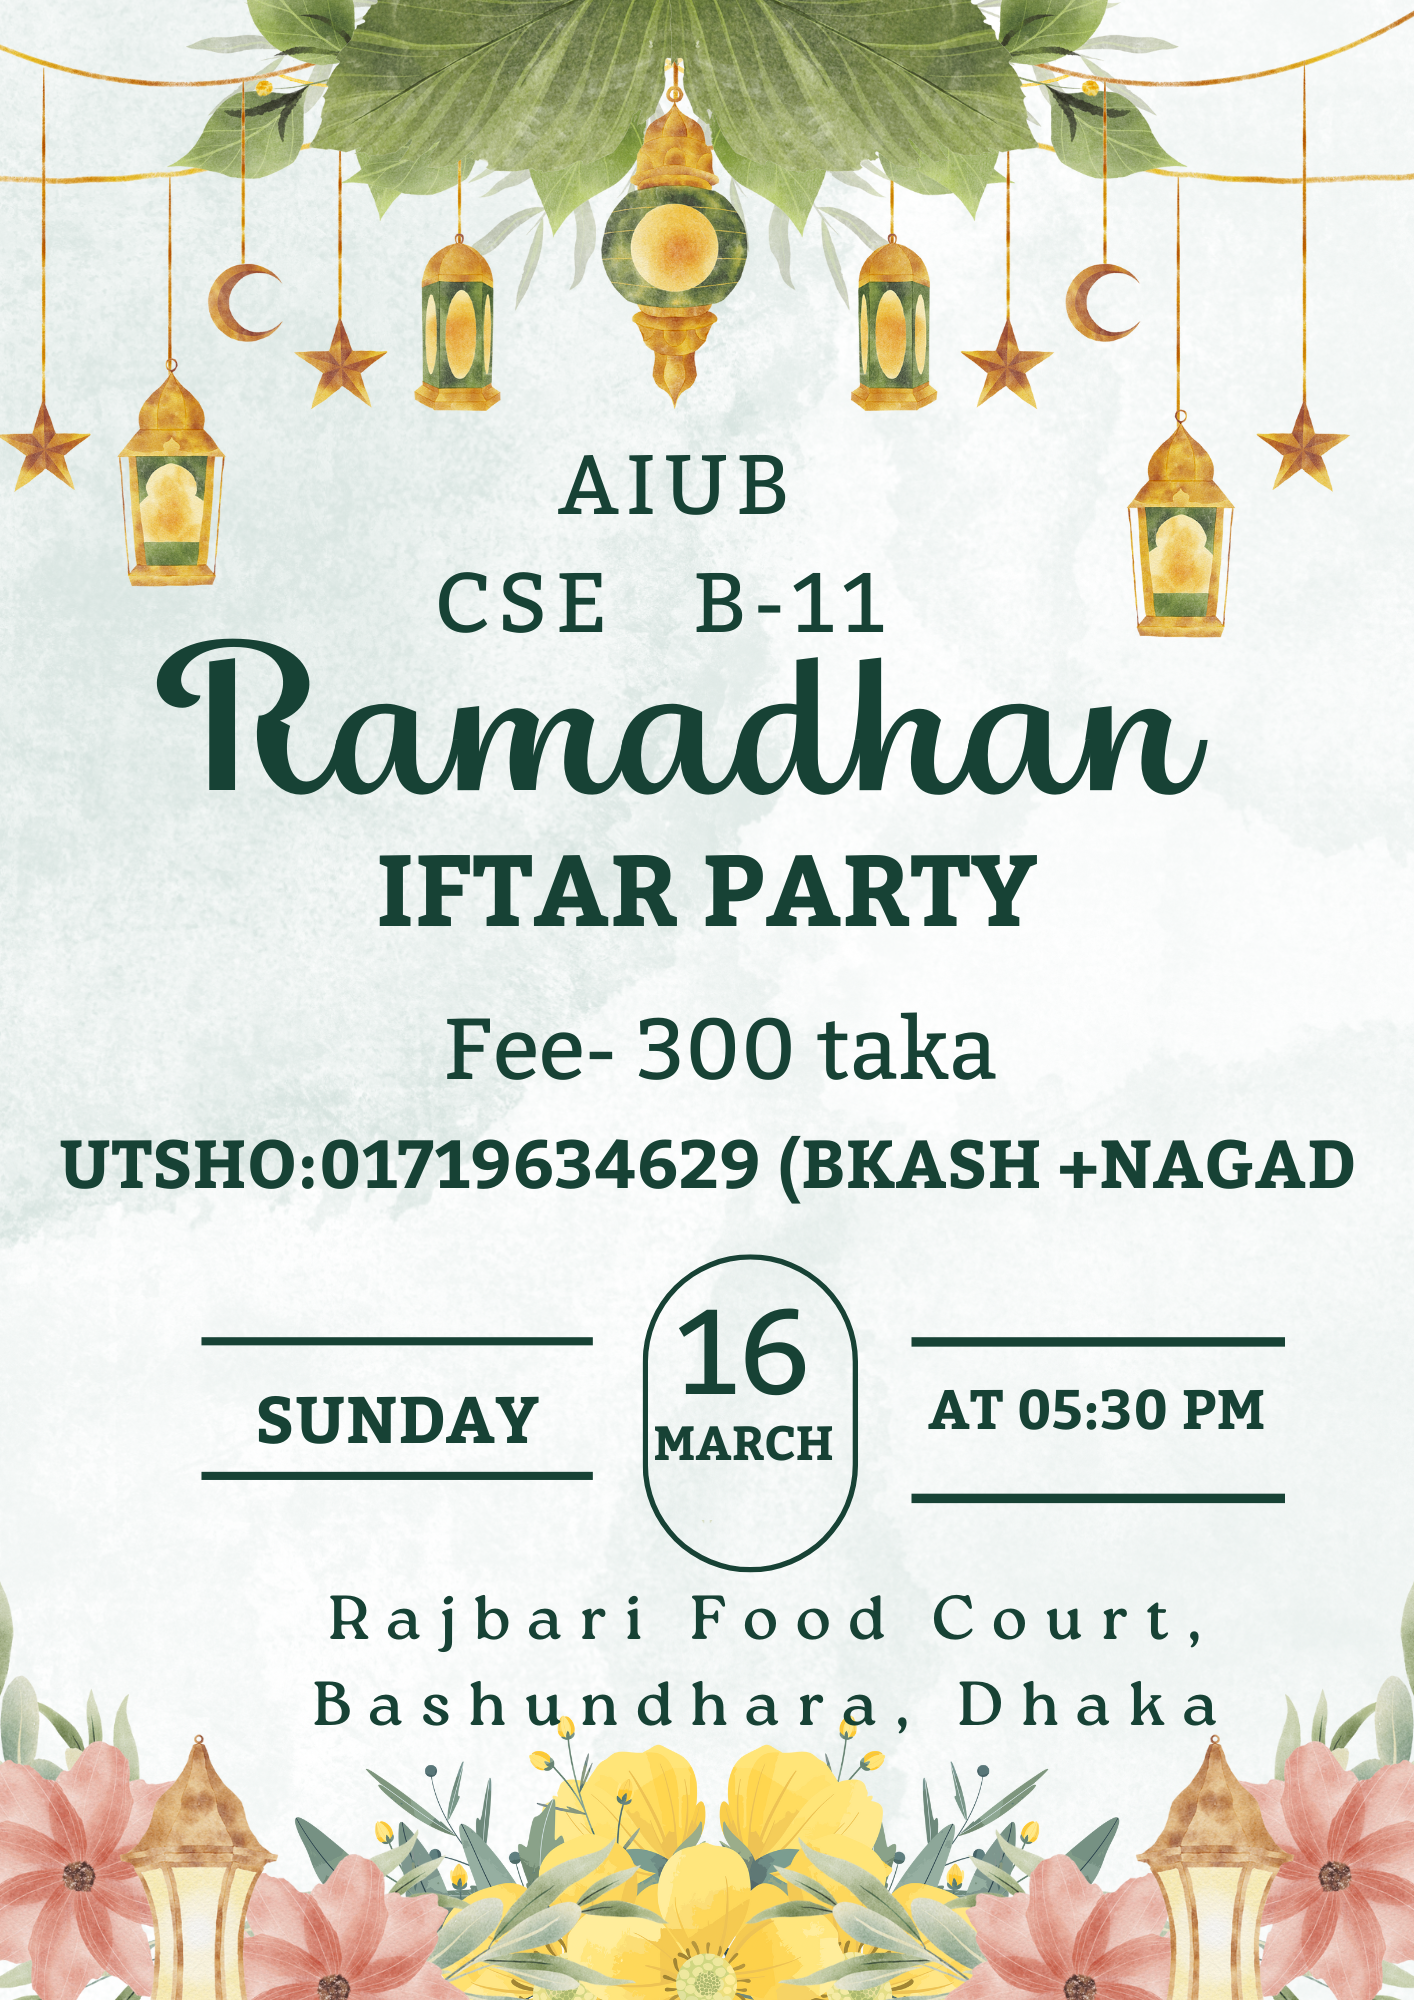 AIUB
CSE B-11
Ramadhan
IFTAR PARTY
Fee- 300 taka
UTSHO:01719634629 (BKASH +NAGAD
SUNDAY
16
MARCH
AT 05:30 PM
Rajbari Food Court,
Bashundhara, Dhaka